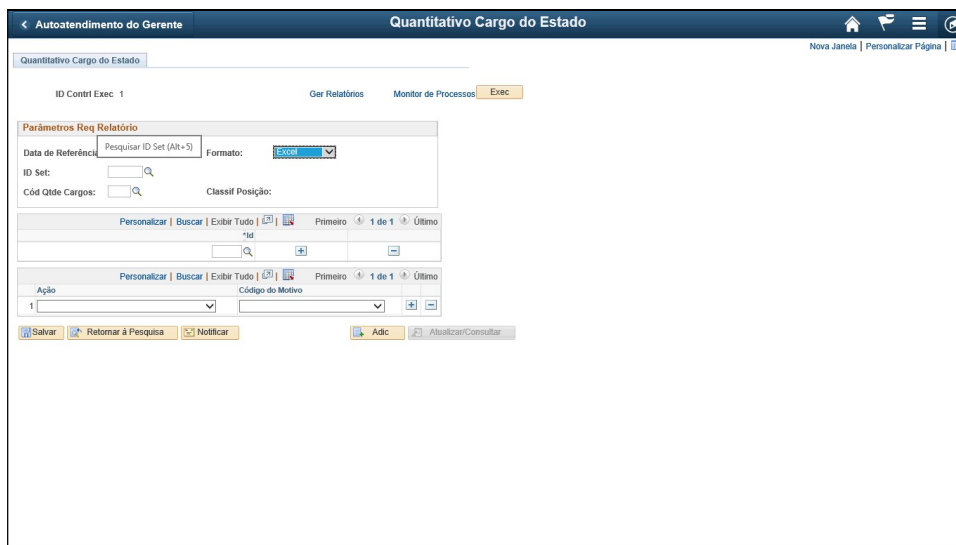 Autoatendimento do Gerente
Quantitativo Cargo do Estado
Nova Janela | Personalizar Página |
Quantitativo Cargo do Estado
ID Contrl Exec 1 Ger Relatórios Monitor de Processos Exec
Parâmetros Req Relatório
Pesquisar ID Set (Alt+5)
Data de Referência Formato: Excel
ID Set:
Cód Qtde Cargos: Classif Posição:
Personalizar | Buscar | Exibir Tudo | | Primeiro 1 de 1 Último
*Id
Personalizar | Buscar | Exibir Tudo | | Primeiro 1 de 1 Último
Ação Código do Motivo
1
Salvar Retornar à Pesquisa Notificar Adic Atualizar/Consultar